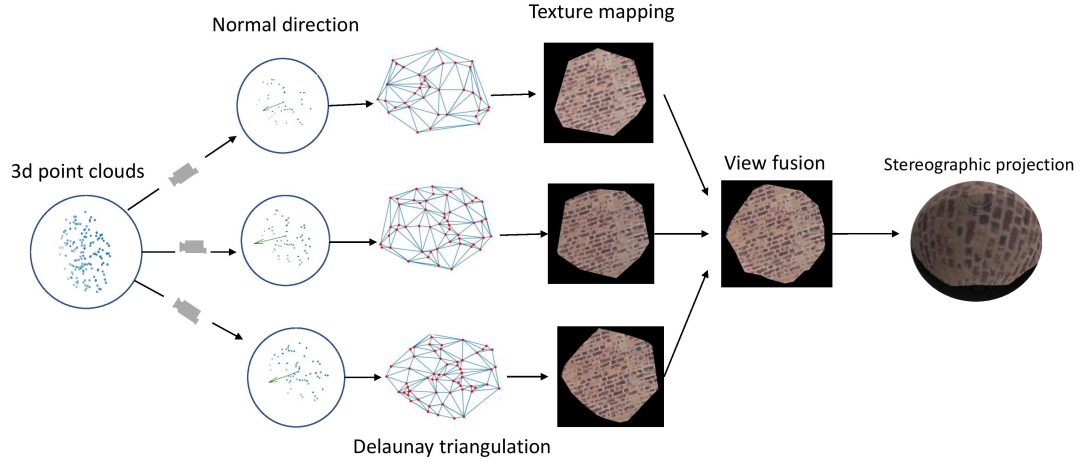 Texture mapping
Normal direction
3d point clouds
View fusion
Stereographic projection
Delaunay triangulation